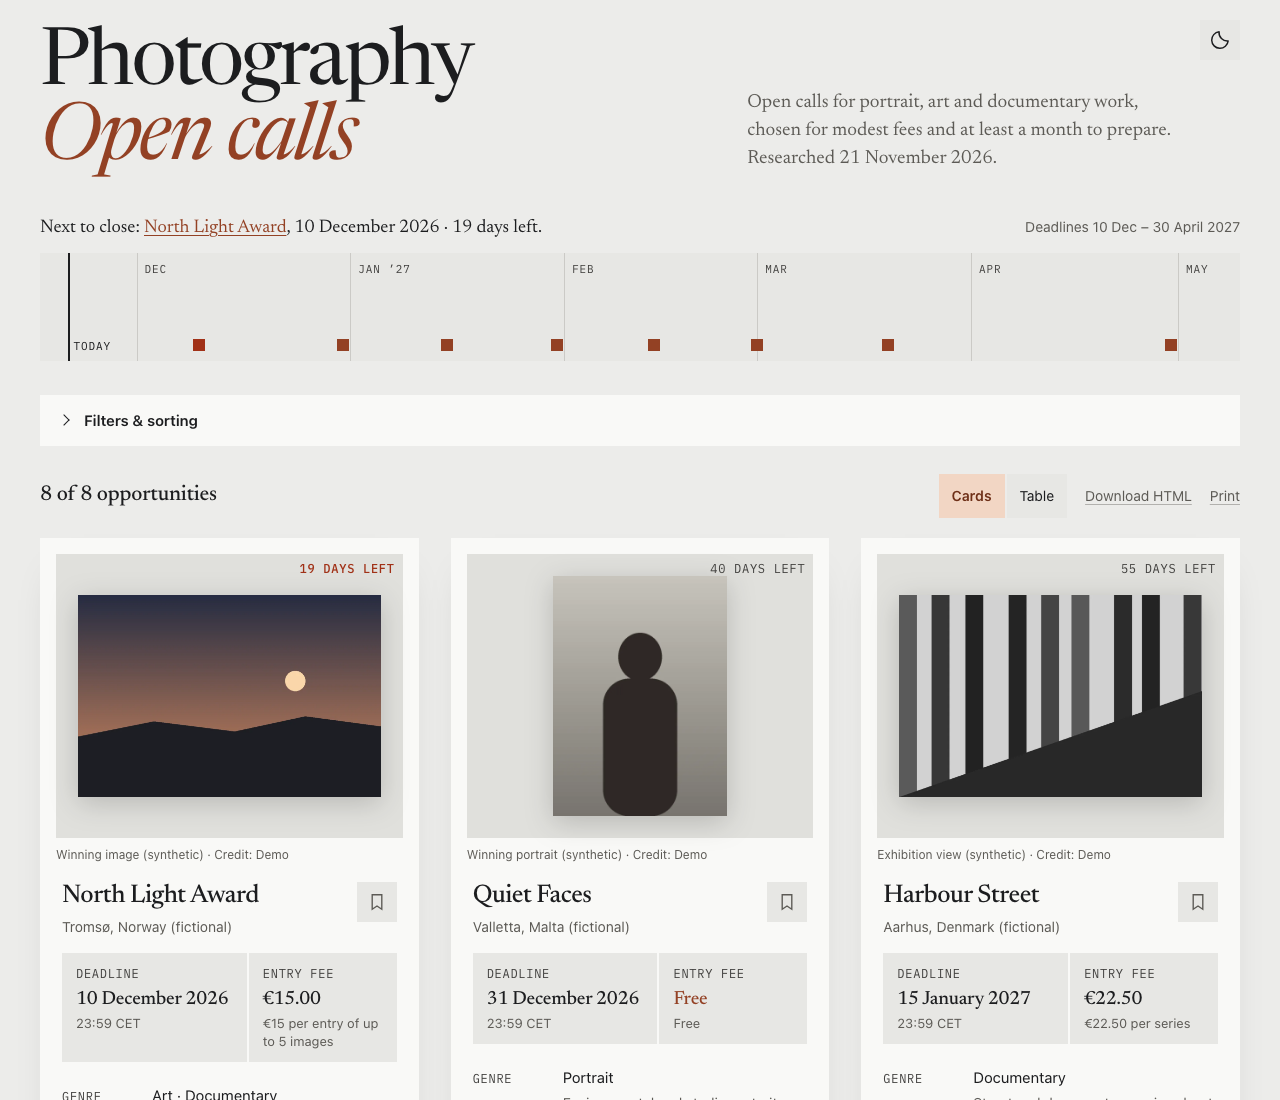 Photography
Open calls
Open calls for portrait, art and documentary work,
chosen for modest fees and at least a month to prepare.
Researched 21 November 2026.
Next to close: North Light Award, 10 December 2026 · 19 days left.
Deadlines 10 Dec – 30 April 2027
DEC
JAN ’27
FEB
MAR
APR
MAY
TODAY
Filters & sorting
8 of 8 opportunities
Cards
Table
Download HTML
Print
19 DAYS LEFT
Winning image (synthetic) · Credit: Demo
North Light Award
Tromsø, Norway (fictional)
DEADLINE
10 December 2026
23:59 CET
ENTRY FEE
€15.00
€15 per entry of up
to 5 images
GENRE
Art · Documentary
40 DAYS LEFT
Winning portrait (synthetic) · Credit: Demo
Quiet Faces
Valletta, Malta (fictional)
DEADLINE
31 December 2026
23:59 CET
ENTRY FEE
Free
Free
GENRE
Portrait
55 DAYS LEFT
Exhibition view (synthetic) · Credit: Demo
Harbour Street
Aarhus, Denmark (fictional)
DEADLINE
15 January 2027
23:59 CET
ENTRY FEE
€22.50
€22.50 per series
GENRE
Documentary